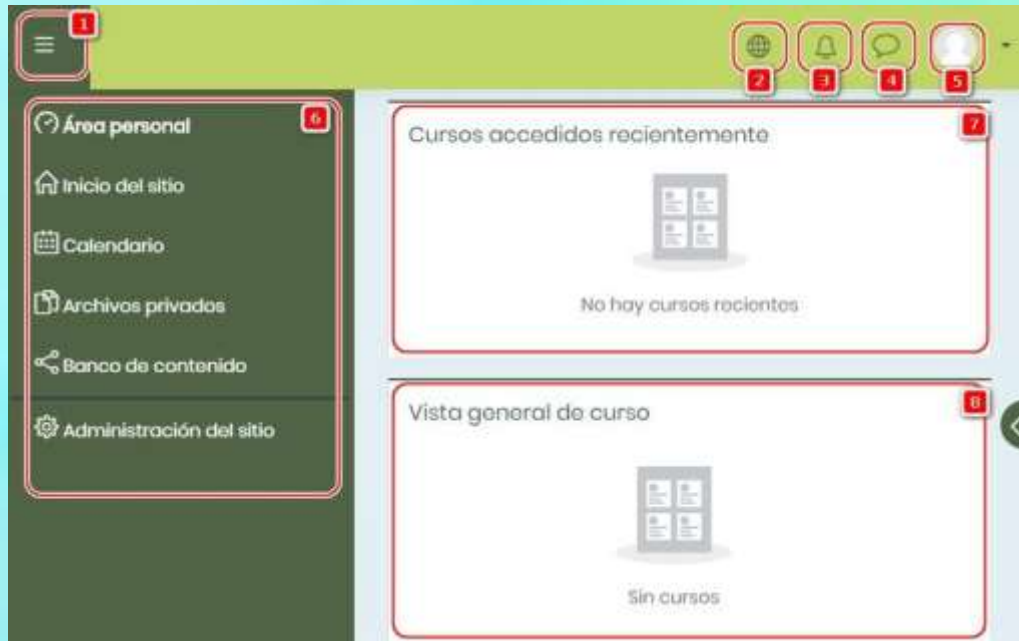 1
2
3
4
5
6
Área personal
Inicio del sitio
Calendario
Archivos privados
Banco de contenido
Administración del sitio
7
Cursos accedidos recientemente
No hay cursos recientes
8
Vista general de curso
Sin cursos